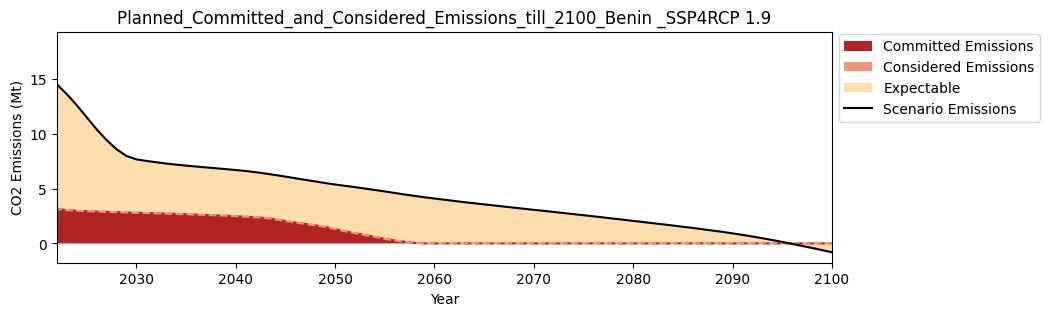 Planned_Committed_and_Considered_Emissions_till_2100_Benin _SSP4RCP 1.9
Committed Emissions
Considered Emissions
Expectable
Scenario Emissions
CO2 Emissions (Mt)
15
10
5
0
2030
2040
2050
2060
2070
2080
2090
2100
Year